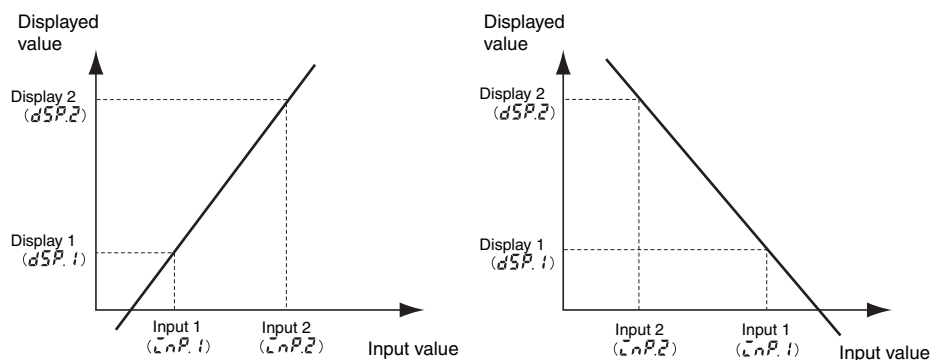 Displayed
value
Display 2
(dSP.2)
Display 1
(dSP.1)
Input 1
(inP.1)
Input 2
(inP.2)
Input value
Displayed
value
Display 2
(dSP.2)
Display 1
(dSP.1)
Input 2
(inP.2)
Input 1
(inP.1)
Input value